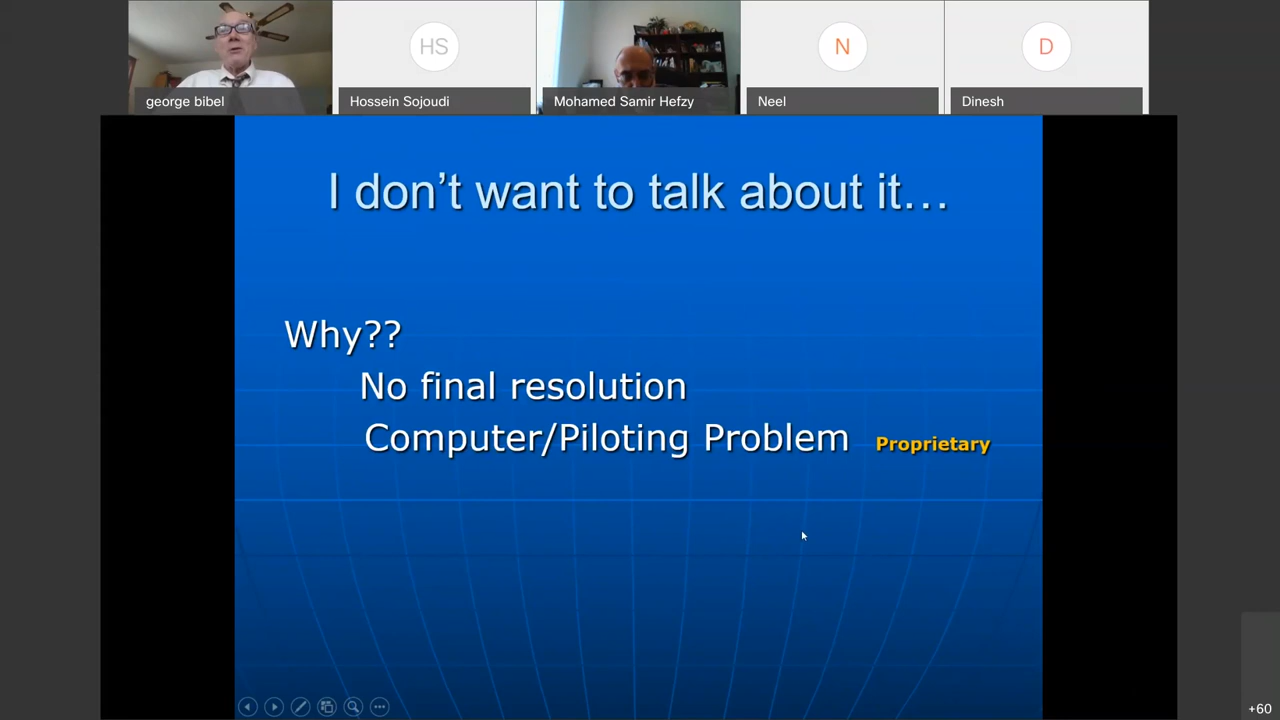 HS
N
D
george bibel
Hossein Sojoudi
Mohamed Samir Hefzy
Neel
Dinesh
I don’t want to talk about it…
Why??
No final resolution
Computer/Piloting Problem Proprietary
+60